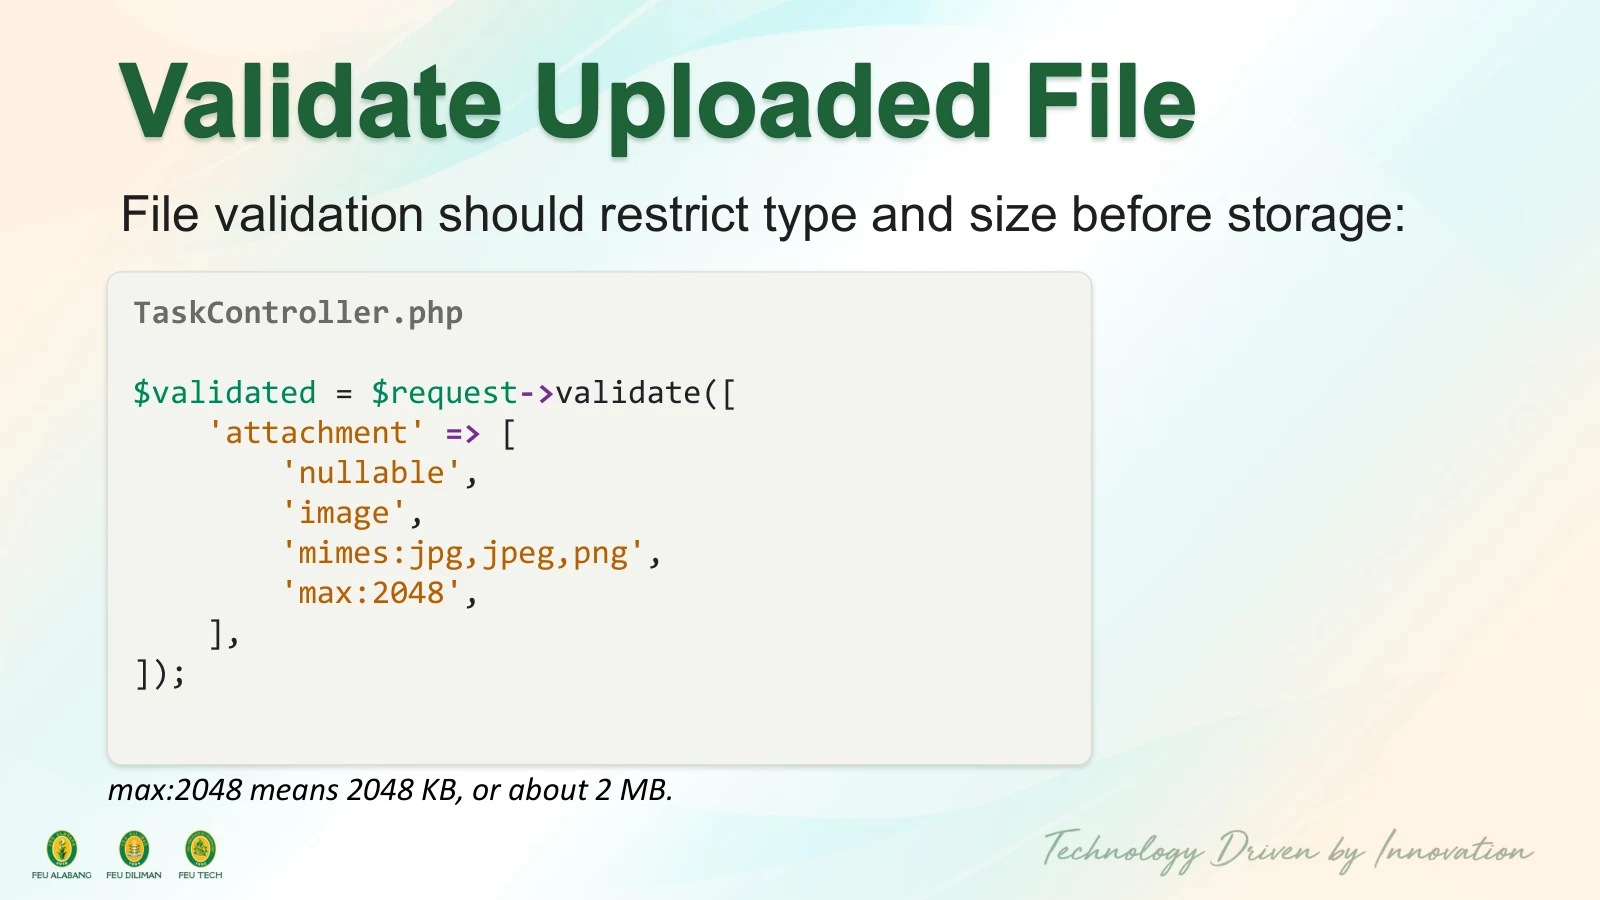 Validate Uploaded File
File validation should restrict type and size before storage:
TaskController.php
$validated = $request->validate([
    'attachment' => [
        'nullable',
        'image',
        'mimes:jpg,jpeg,png',
        'max:2048',
    ],
]);
max:2048 means 2048 KB, or about 2 MB.
FEU ALABANG FEU DILIMAN FEU TECH
Technology Driven by Innovation